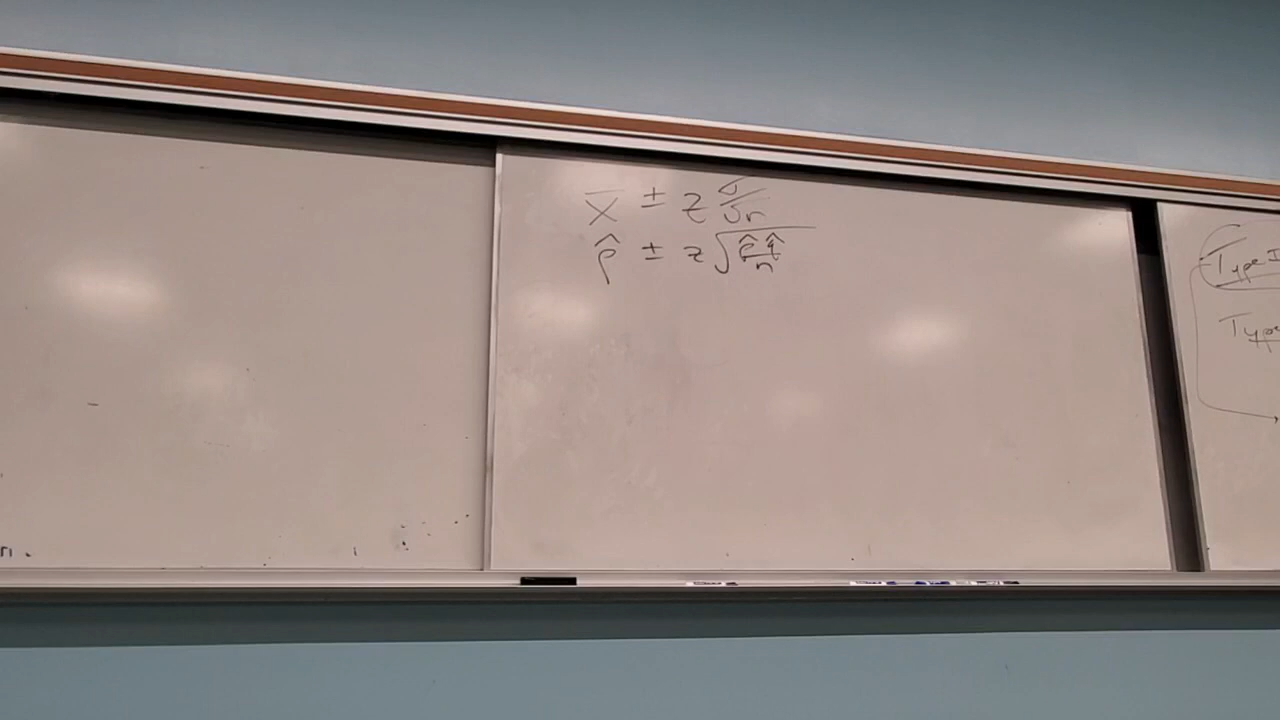 x̄ ± z σ/√n
p̂ ± z √(p̂ q̂/n)
Type I
Type
n.